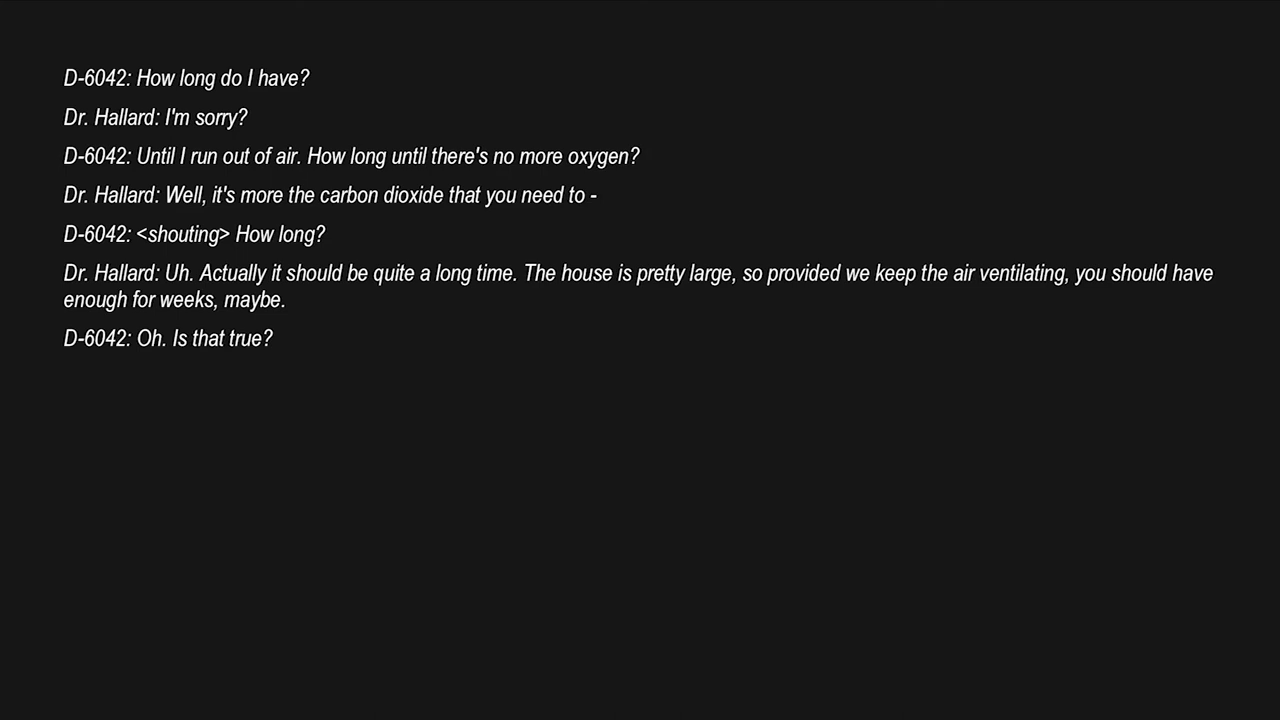 D-6042: How long do I have?
Dr. Hallard: I'm sorry?
D-6042: Until I run out of air. How long until there's no more oxygen?
Dr. Hallard: Well, it's more the carbon dioxide that you need to -
D-6042: <shouting> How long?
Dr. Hallard: Uh. Actually it should be quite a long time. The house is pretty large, so provided we keep the air ventilating, you should have
enough for weeks, maybe.
D-6042: Oh. Is that true?